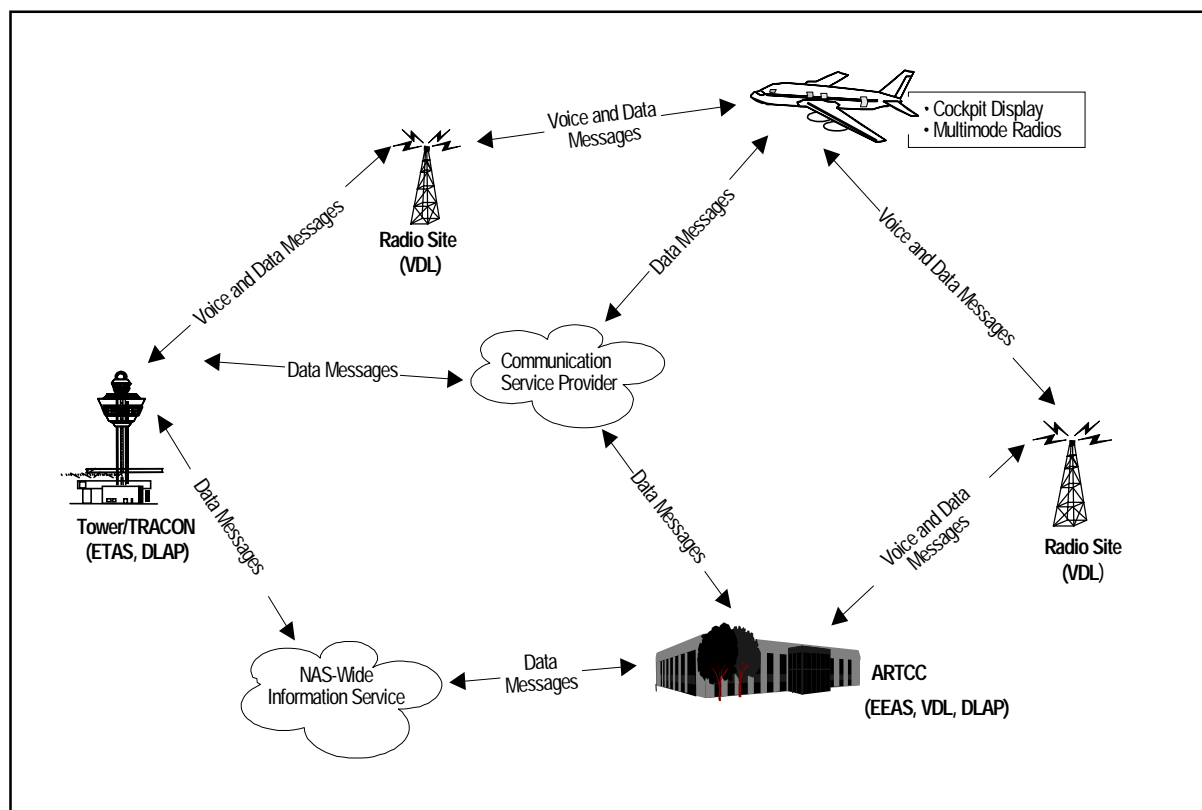 • Cockpit Display
• Multimode Radios
Voice and Data
Messages
Radio Site
(VDL)
Voice and Data Messages
Data Messages
Voice and Data Messages
Communication
Service Provider
Data Messages
Tower/TRACON
(ETAS, DLAP)
Data Messages
Data Messages
Voice and Data
Messages
Radio Site
(VDL)
NAS-Wide
Information Service
Data
Messages
ARTCC
(EEAS, VDL, DLAP)